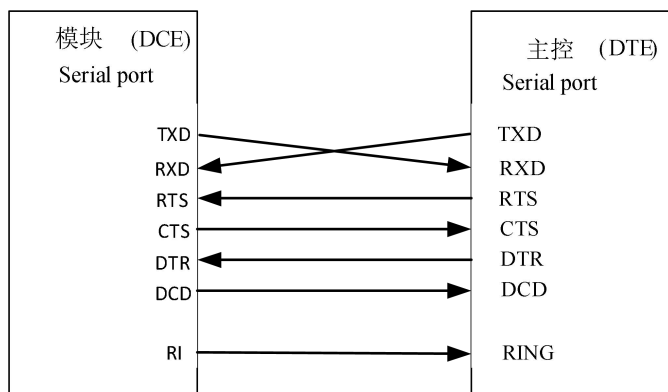 模块 (DCE)
Serial port
TXD
RXD
RTS
CTS
DTR
DCD
RI
主控 (DTE)
Serial port
TXD
RXD
RTS
CTS
DTR
DCD
RING